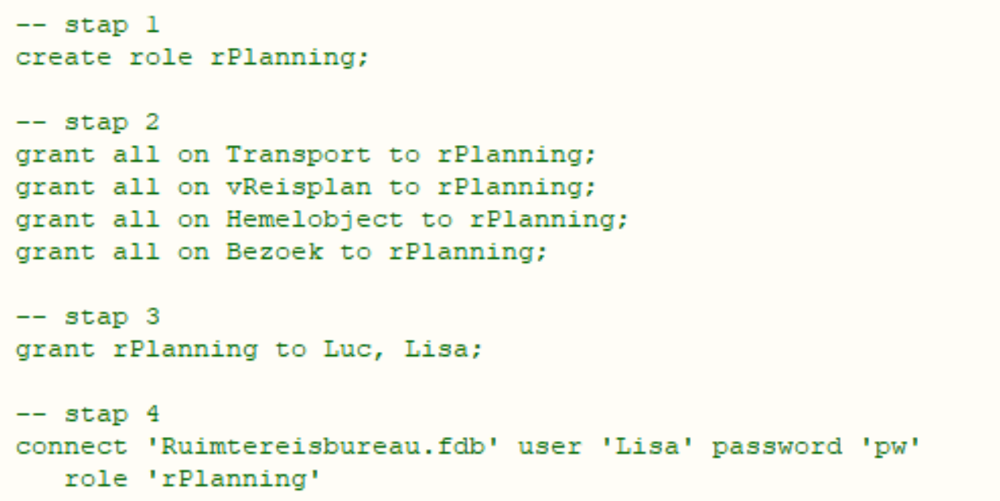 -- stap 1
create role rPlanning;
-- stap 2
grant all on Transport to rPlanning;
grant all on vReisplan to rPlanning;
grant all on Hemelobject to rPlanning;
grant all on Bezoek to rPlanning;
-- stap 3
grant rPlanning to Luc, Lisa;
-- stap 4
connect 'Ruimtereisbureau.fdb' user 'Lisa' password 'pw'
role 'rPlanning'